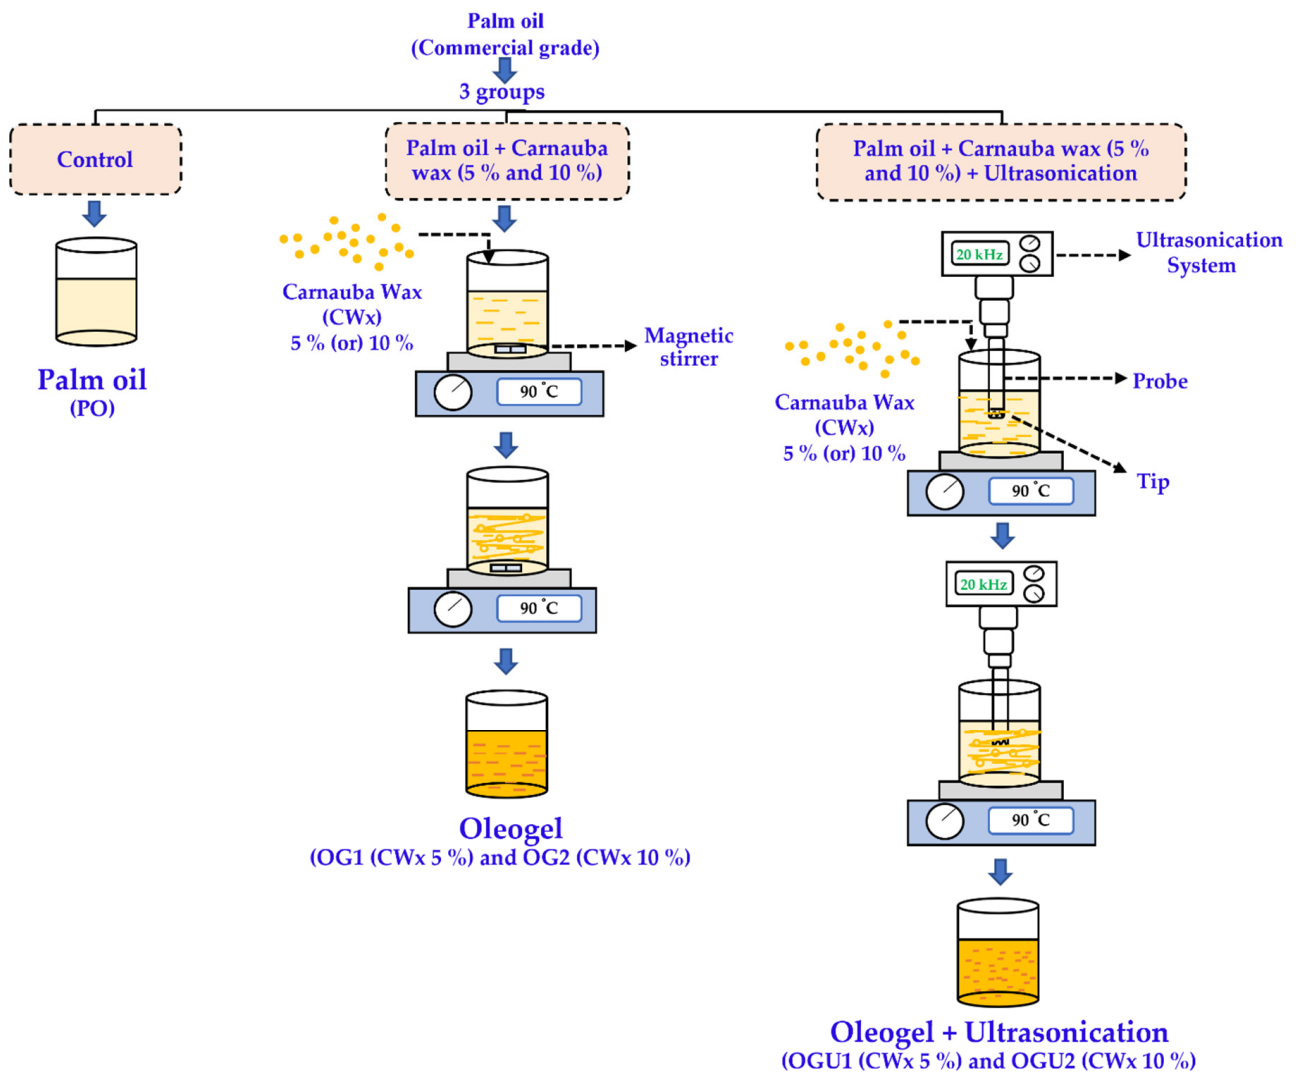 Palm oil
(Commercial grade)
3 groups
Control
Palm oil + Carnauba
wax (5 % and 10 %)
Palm oil + Carnauba wax (5 %
and 10 %) + Ultrasonication
Palm oil
(PO)
Carnauba Wax
(CWx)
5 % (or) 10 %
Magnetic
stirrer
90 °C
90 °C
Oleogel
(OG1 (CWx 5 %) and OG2 (CWx 10 %)
20 kHz
Ultrasonication
System
Carnauba Wax
(CWx)
5 % (or) 10 %
Probe
Tip
90 °C
20 kHz
90 °C
Oleogel + Ultrasonication
(OGU1 (CWx 5 %) and OGU2 (CWx 10 %)